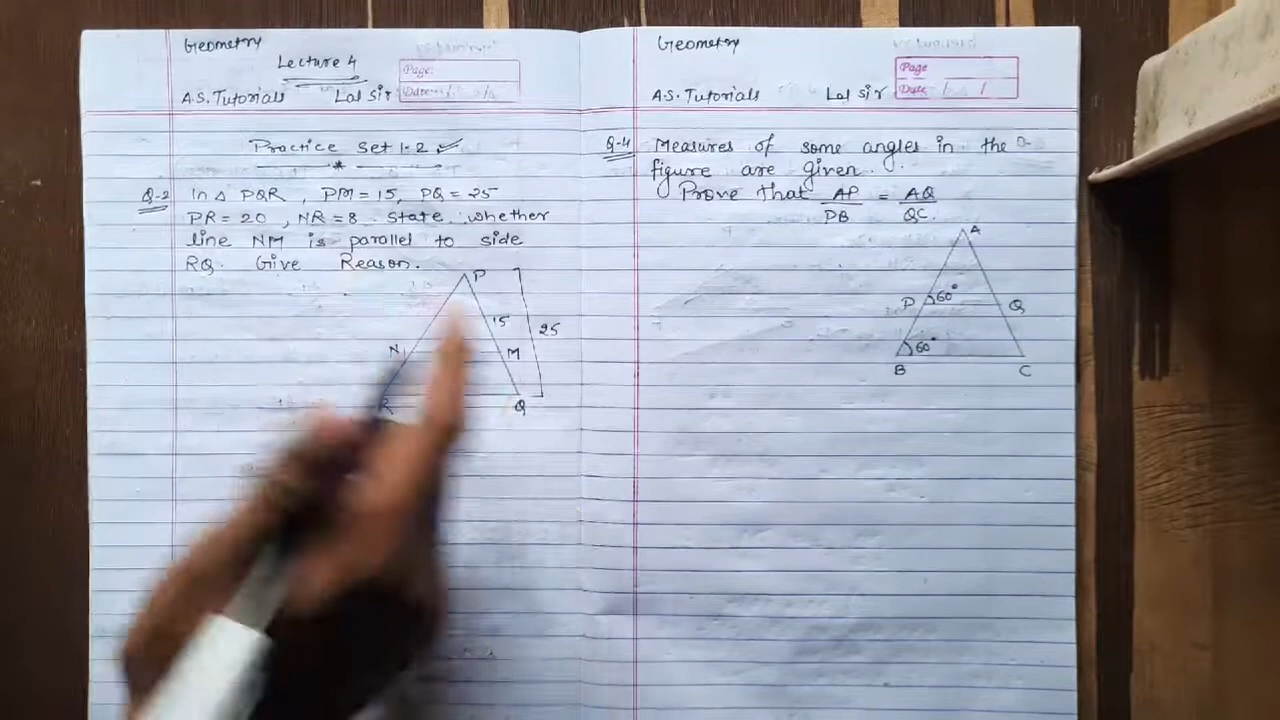 Geometry
Lecture 4
Page:
A.S. Tutorials Lal Sir Date: / /
Practice Set 1.2 ✓
Q-2 In Δ PQR, PM = 15, PQ = 25
PR = 20, NR = 8. State whether
line NM is parallel to side
RQ. Give Reason.
P
15
25
N
M
R
Q
Geometry
Page
A.S. Tutorials Lal Sir Date / /
Q-4 Measures of some angles in the
figure are given.
Prove that AP/PB = AQ/QC.
A
P 60° Q
60°
B C